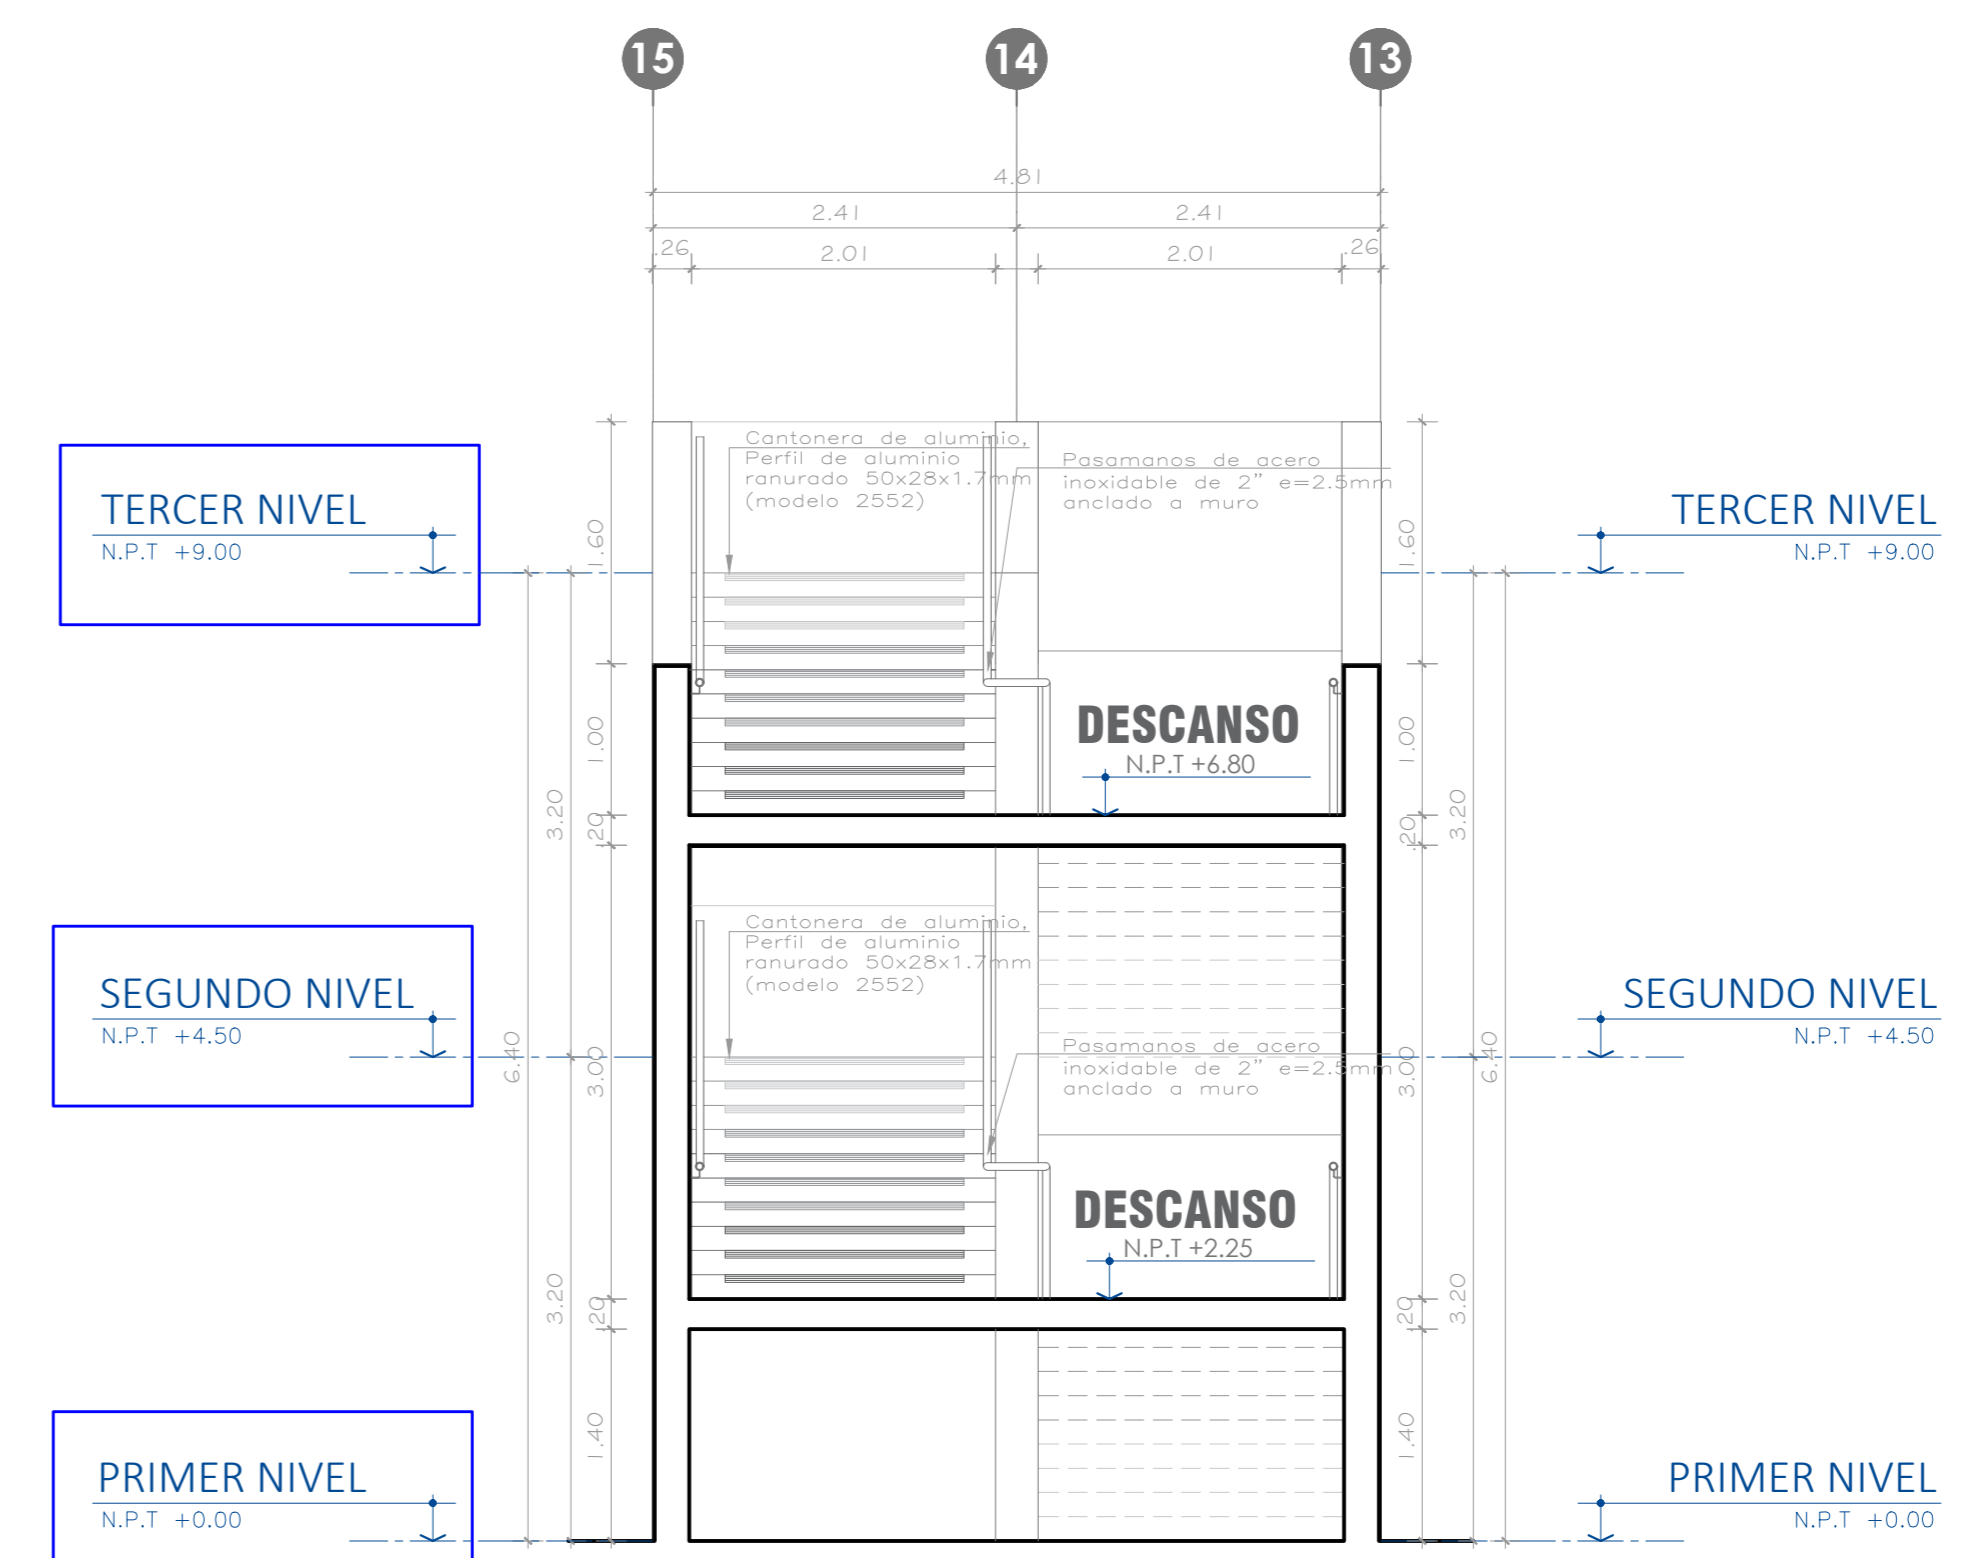 15 14 13
4.81
2.41 2.41
.26 2.01 2.01 .26
Cantonera de aluminio,
Perfil de aluminio
ranurado 50x28x1.7mm
(modelo 2552)
Pasamanos de acero
inoxidable de 2" e=2.5mm
anclado a muro
TERCER NIVEL
N.P.T +9.00
TERCER NIVEL
N.P.T +9.00
1.60
1.60
DESCANSO
N.P.T +6.80
1.00
1.00
3.20
.20
.20
3.20
Cantonera de aluminio,
Perfil de aluminio
ranurado 50x28x1.7mm
(modelo 2552)
SEGUNDO NIVEL
N.P.T +4.50
SEGUNDO NIVEL
N.P.T +4.50
Pasamanos de acero
inoxidable de 2" e=2.5mm
anclado a muro
6.40
3.00
3.00
6.40
DESCANSO
N.P.T +2.25
3.20
.20
.20
3.20
1.40
1.40
PRIMER NIVEL
N.P.T +0.00
PRIMER NIVEL
N.P.T +0.00